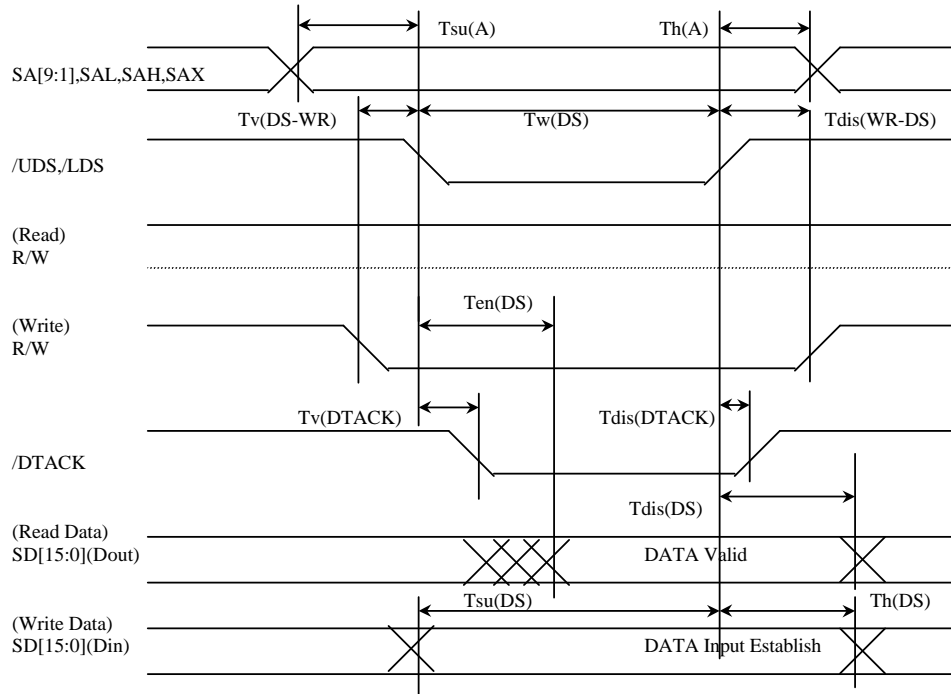 Tsu(A) Th(A)
SA[9:1],SAL,SAH,SAX
Tv(DS-WR) Tw(DS) Tdis(WR-DS)
/UDS,/LDS
(Read)
R/W
Ten(DS)
(Write)
R/W
Tv(DTACK) Tdis(DTACK)
/DTACK
Tdis(DS)
(Read Data)
SD[15:0](Dout) DATA Valid
Tsu(DS) Th(DS)
(Write Data)
SD[15:0](Din) DATA Input Establish